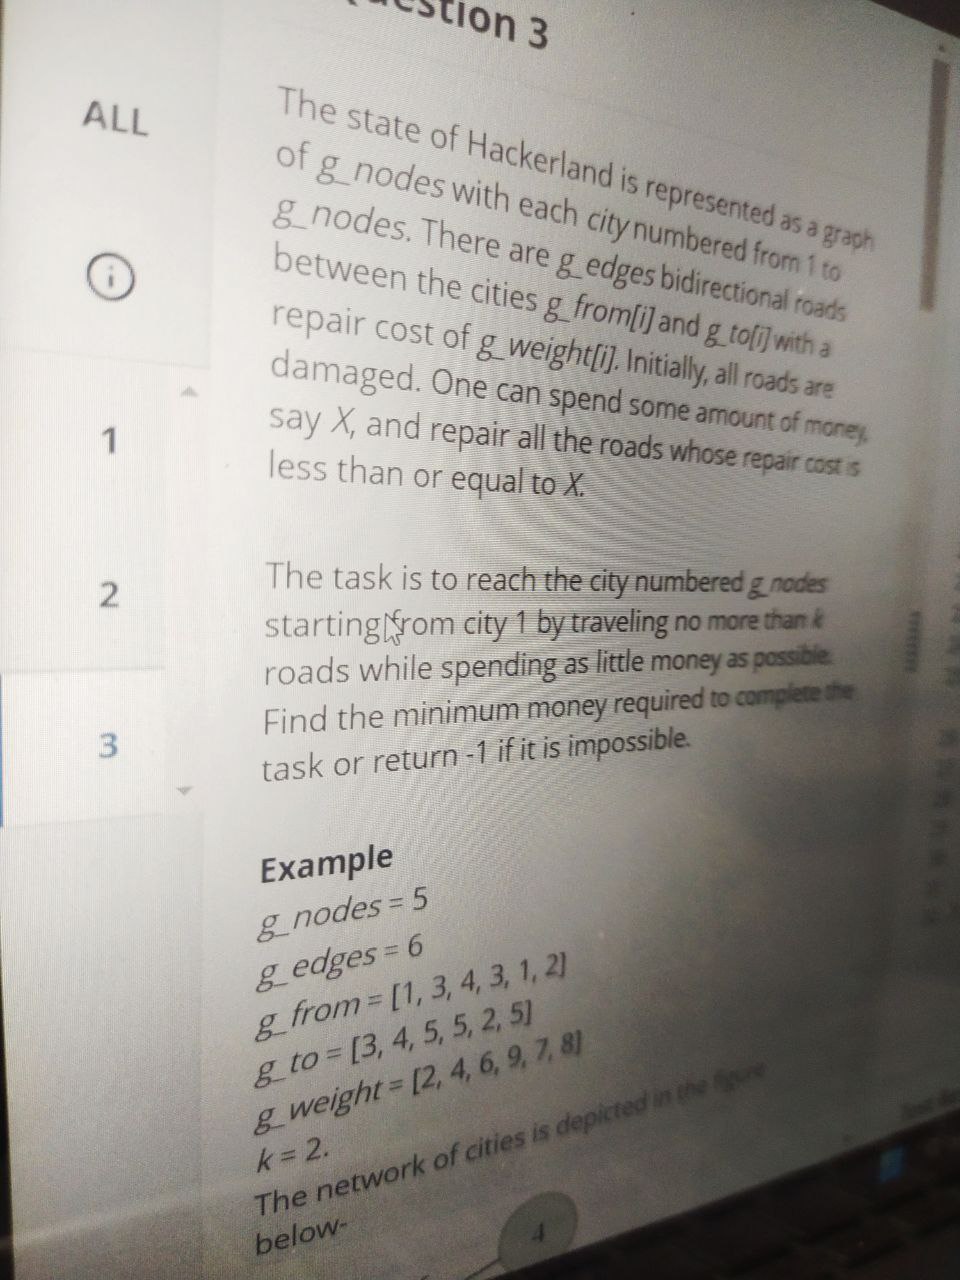 Question 3
ALL
1
2
3
The state of Hackerland is represented as a graph
of g_nodes with each city numbered from 1 to
g_nodes. There are g_edges bidirectional roads
between the cities g_from[i] and g_to[i] with a
repair cost of g_weight[i]. Initially, all roads are
damaged. One can spend some amount of money,
say X, and repair all the roads whose repair cost is
less than or equal to X.
The task is to reach the city numbered g_nodes
starting from city 1 by traveling no more than k
roads while spending as little money as possible.
Find the minimum money required to complete the
task or return -1 if it is impossible.
Example
g_nodes = 5
g_edges = 6
g_from = [1, 3, 4, 3, 1, 2]
g_to = [3, 4, 5, 5, 2, 5]
g_weight = [2, 4, 6, 9, 7, 8]
k = 2.
The network of cities is depicted in the figure
below-
4